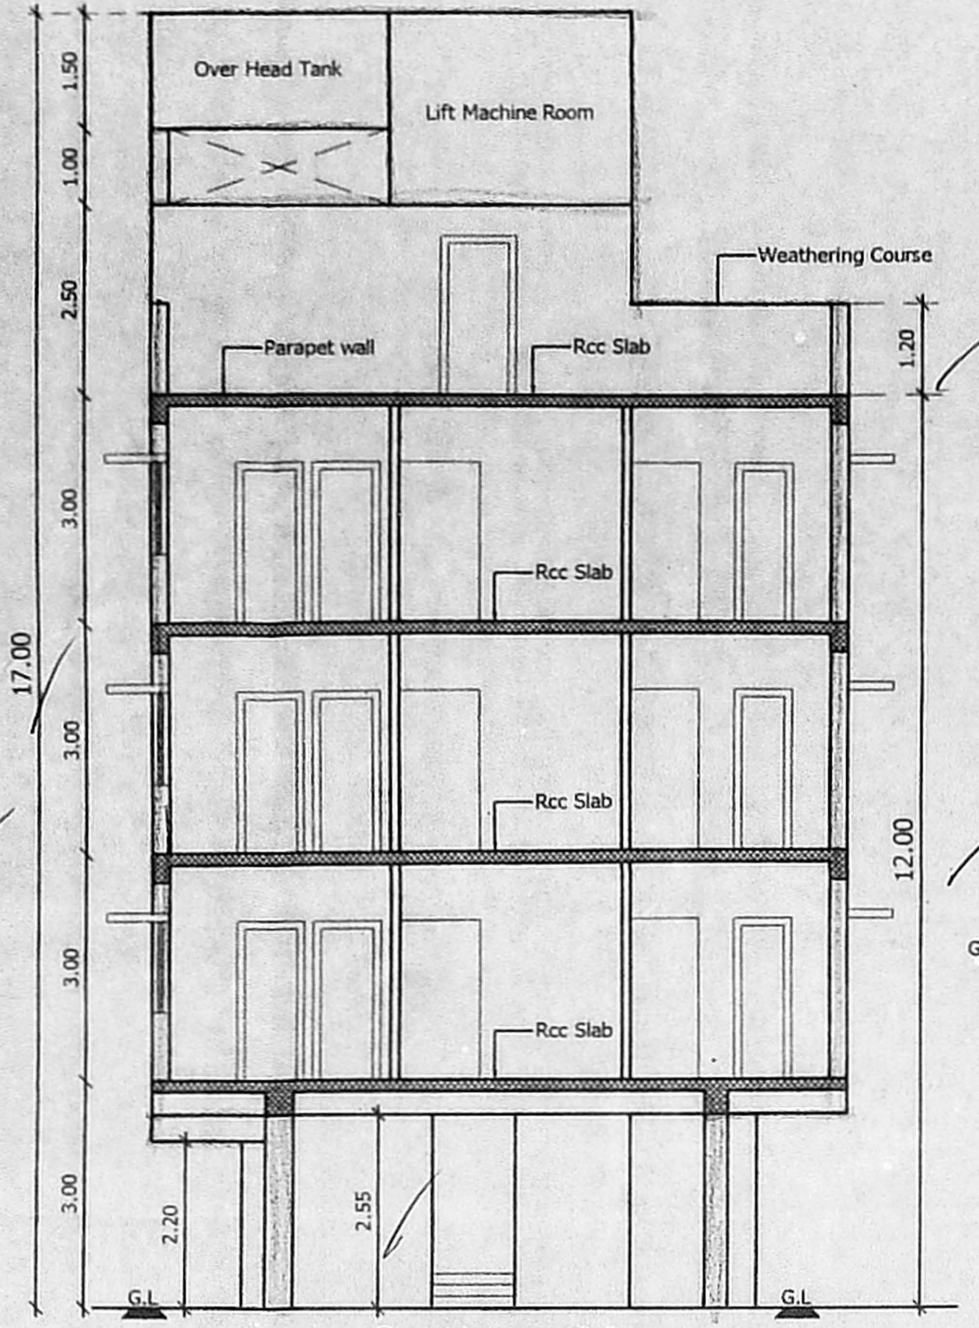 Over Head Tank
Lift Machine Room
1.50
1.00
2.50
Weathering Course
Parapet wall
Rcc Slab
1.20
3.00
Rcc Slab
17.00
3.00
Rcc Slab
12.00
3.00
G
Rcc Slab
3.00
2.20
2.55
G.L
G.L